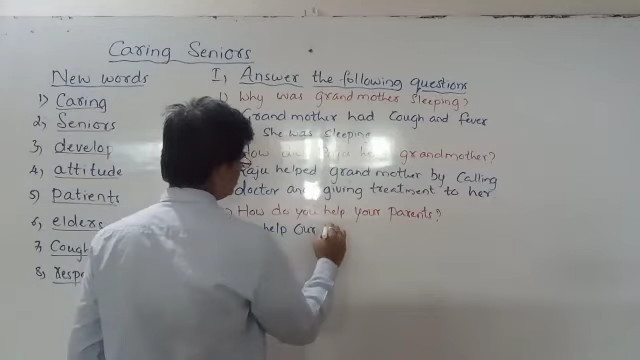 Caring Seniors
New words
1) Caring
2, Seniors
3) develop
4, attitude
5) patients
6, elders
7, Cough
8,
I, Answer the following questions
1) Why was grandmother sleeping?
Grandmother had Cough and fever
She was sleeping
grandmother?
Raju helped grandmother by Calling
doctor and giving treatment to her
How do you help your parents?
help Our